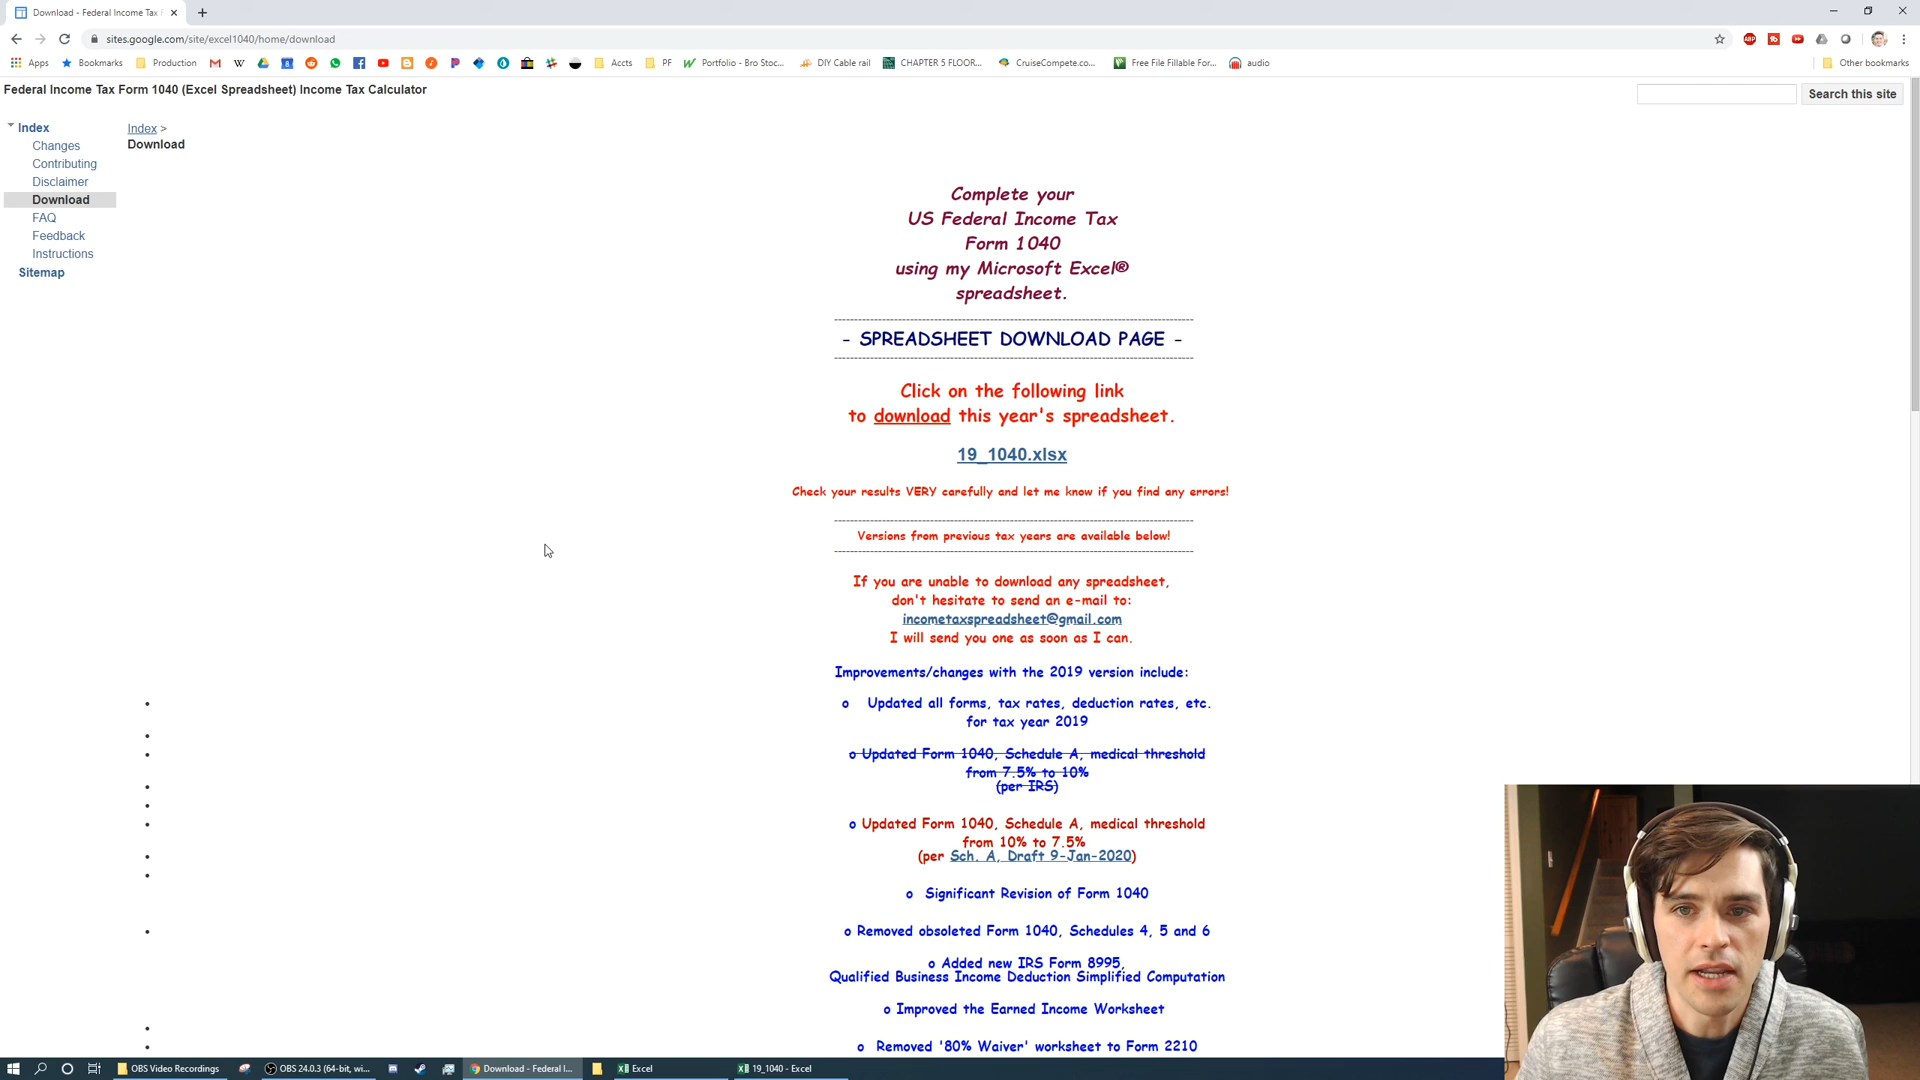 Download - Federal Income Tax
sites.google.com/site/excel1040/home/download
Apps
Bookmarks
Production
Accts
PF
Portfolio - Bro Stoc...
DIY Cable rail
CHAPTER 5 FLOOR...
CruiseCompete.co...
Free File Fillable For...
audio
Other bookmarks
Federal Income Tax Form 1040 (Excel Spreadsheet) Income Tax Calculator
Search this site
Index
Changes
Contributing
Disclaimer
Download
FAQ
Feedback
Instructions
Sitemap
Index >
Download
Complete your
US Federal Income Tax
Form 1040
using my Microsoft Excel®
spreadsheet.
- SPREADSHEET DOWNLOAD PAGE -
Click on the following link
to download this year's spreadsheet.
19_1040.xlsx
Check your results VERY carefully and let me know if you find any errors!
Versions from previous tax years are available below!
If you are unable to download any spreadsheet,
don't hesitate to send an e-mail to:
incometaxspreadsheet@gmail.com
I will send you one as soon as I can.
Improvements/changes with the 2019 version include:
o Updated all forms, tax rates, deduction rates, etc.
for tax year 2019
o Updated Form 1040, Schedule A, medical threshold
from 7.5% to 10%
(per IRS)
o Updated Form 1040, Schedule A, medical threshold
from 10% to 7.5%
(per Sch. A, Draft 9-Jan-2020)
o Significant Revision of Form 1040
o Removed obsoleted Form 1040, Schedules 4, 5 and 6
o Added new IRS Form 8995,
Qualified Business Income Deduction Simplified Computation
o Improved the Earned Income Worksheet
o Removed '80% Waiver' worksheet to Form 2210
OBS Video Recordings
OBS 24.0.3 (64-bit, wi...
Download - Federal I...
Excel
19_1040 - Excel